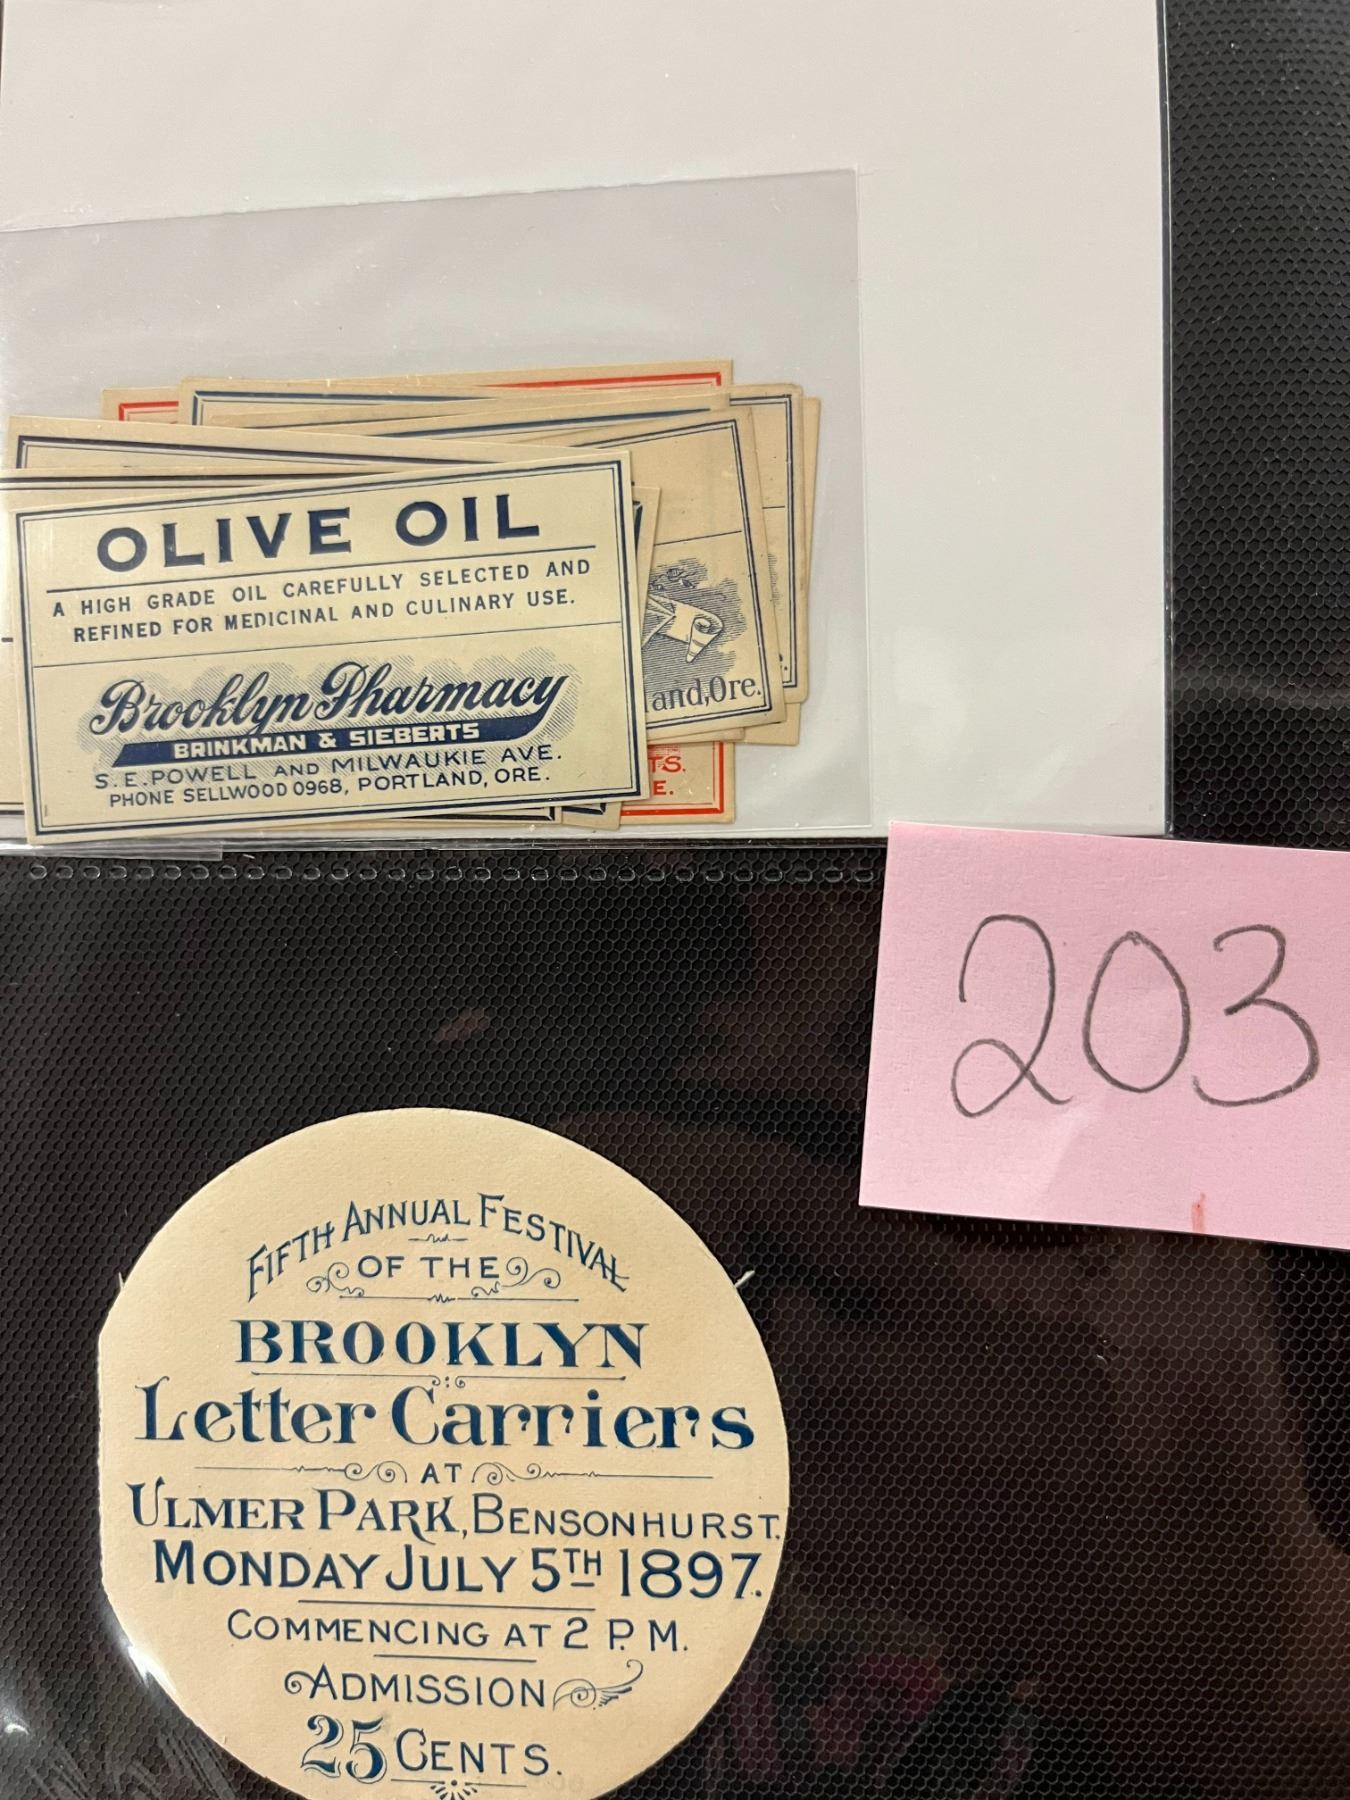 OLIVE OIL
A HIGH GRADE OIL CAREFULLY SELECTED AND
REFINED FOR MEDICINAL AND CULINARY USE.
Brooklyn Pharmacy
BRINKMAN & SIEBERTS
S.E. POWELL AND MILWAUKIE AVE.
PHONE SELLWOOD 0968, PORTLAND, ORE.
and, Ore.
TS.
E.
203
FIFTH ANNUAL FESTIVAL
OF THE
BROOKLYN
Letter Carriers
AT
ULMER PARK, BENSONHURST.
MONDAY JULY 5TH 1897.
COMMENCING AT 2 P. M.
ADMISSION
25 CENTS.